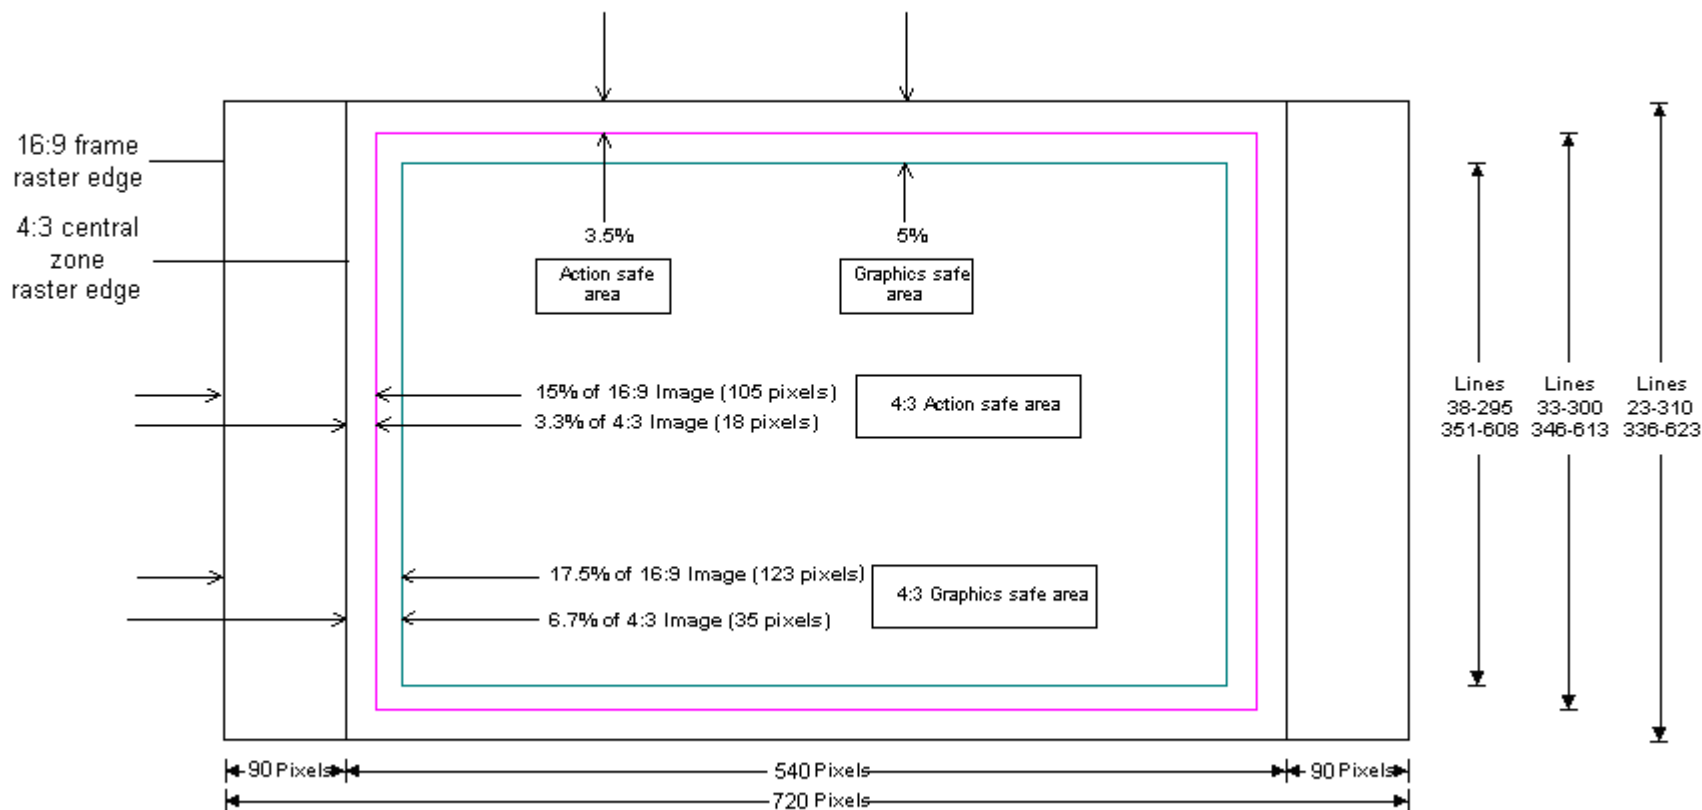 16:9 frame
raster edge
4:3 central
zone
raster edge
3.5%
Action safe
area
5%
Graphics safe
area
15% of 16:9 Image (105 pixels)
3.3% of 4:3 Image (18 pixels)
4:3 Action safe area
17.5% of 16:9 Image (123 pixels)
6.7% of 4:3 Image (35 pixels)
4:3 Graphics safe area
Lines
38-295
351-608
Lines
33-300
346-613
Lines
23-310
336-623
90 Pixels
540 Pixels
90 Pixels
720 Pixels